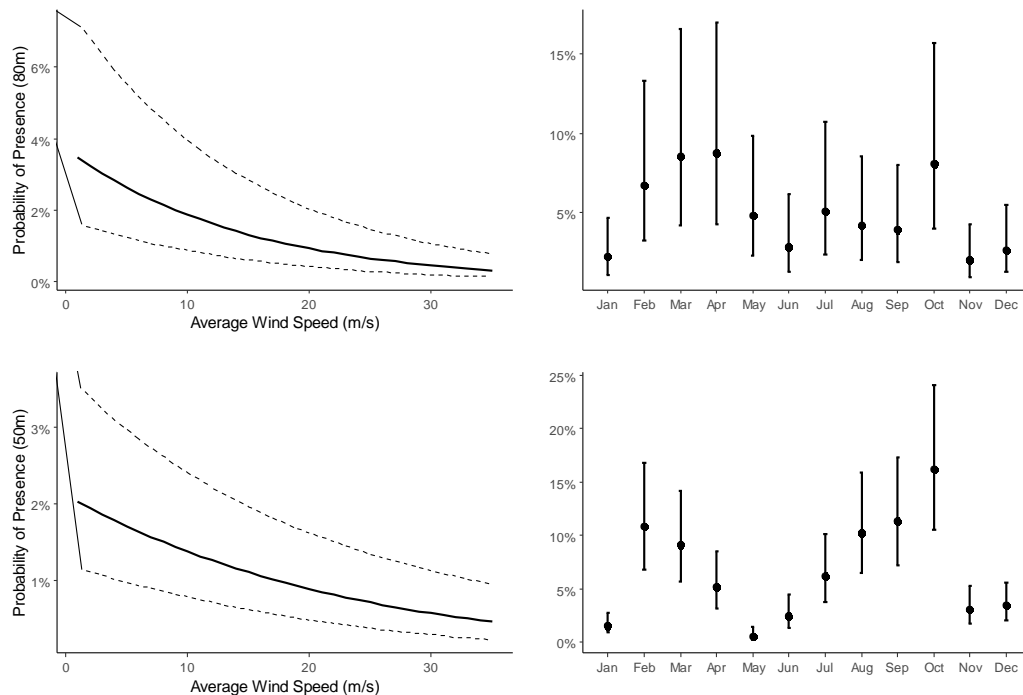 Probability of Presence (80m)
6%
4%
2%
0%
0 10 20 30
Average Wind Speed (m/s)
15%
10%
5%
Jan Feb Mar Apr May Jun Jul Aug Sep Oct Nov Dec
Probability of Presence (50m)
3%
2%
1%
0 10 20 30
Average Wind Speed (m/s)
25%
20%
15%
10%
5%
0%
Jan Feb Mar Apr May Jun Jul Aug Sep Oct Nov Dec